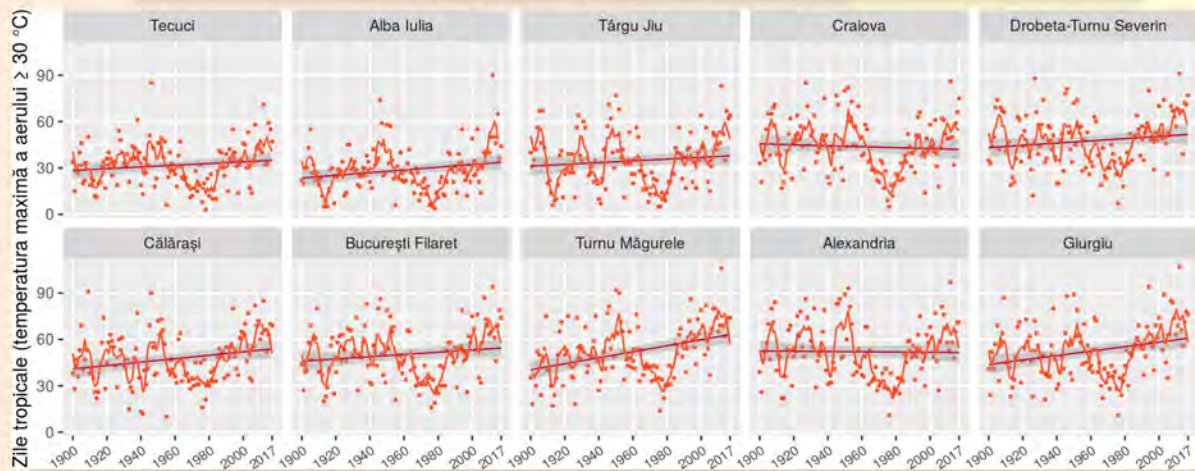 Zile tropicale (temperatura maximă a aerului ≥ 30 °C)
Tecuci
Alba Iulia
Târgu Jiu
Craiova
Drobeta-Turnu Severin
90
60
30
0
Călărași
București Filaret
Turnu Măgurele
Alexandria
Giurgiu
90
60
30
0
1900 1920 1940 1960 1980 2000 2017
1900 1920 1940 1960 1980 2000 2017
1900 1920 1940 1960 1980 2000 2017
1900 1920 1940 1960 1980 2000 2017
1900 1920 1940 1960 1980 2000 2017